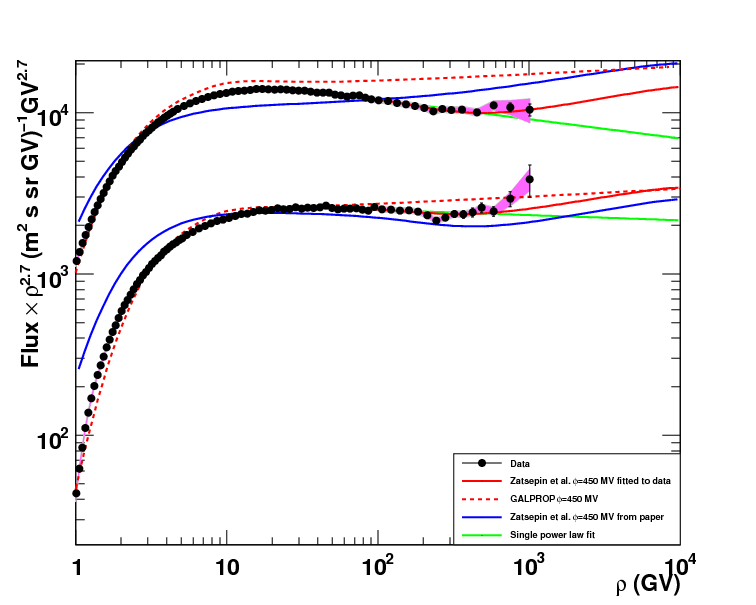 Flux × ρ^2.7 (m^2 s sr GV)^−1 GV^2.7
10^4
10^3
10^2
Data
Zatsepin et al. ϕ=450 MV fitted to data
GALPROP ϕ=450 MV
Zatsepin et al. ϕ=450 MV from paper
Single power law fit
1 10 10^2 10^3 10^4
ρ (GV)